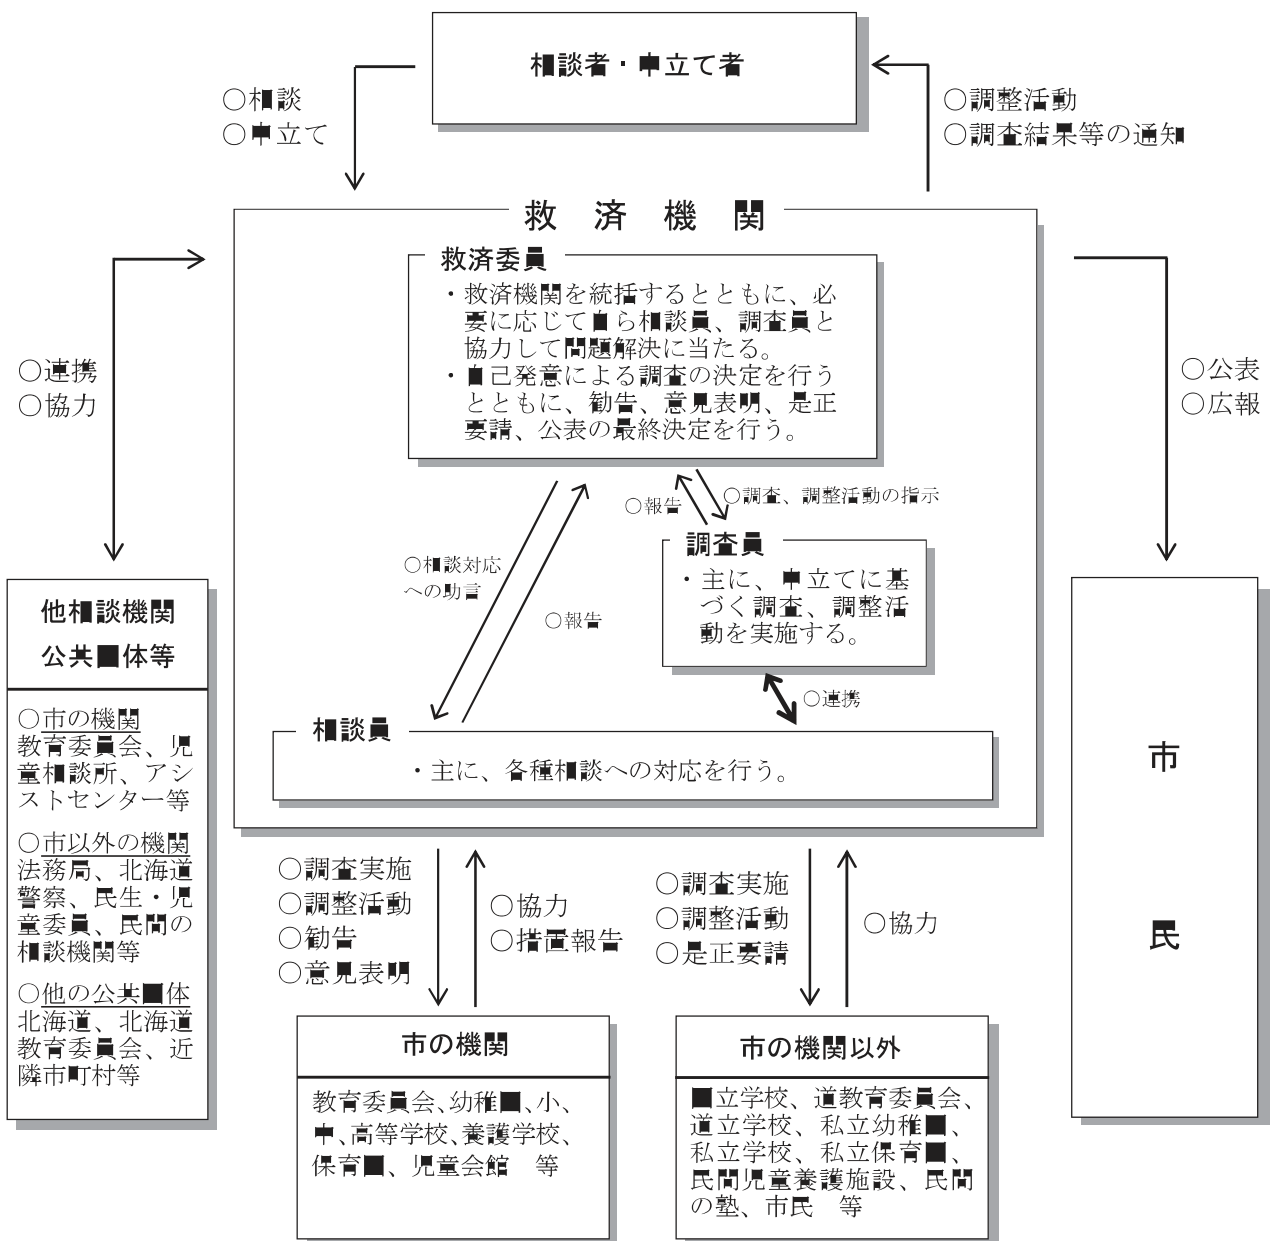 相談者・申立て者
○相談
○申立て
○調整活動
○調査結果等の通知
救済機関
救済委員
・救済機関を統括するとともに、必
要に応じて自ら相談員、調査員と
協力して問題解決に当たる。
・自己発意による調査の決定を行う
とともに、勧告、意見表明、是正
要請、公表の最終決定を行う。
○連携
○協力
○公表
○広報
○報告
○調査、調整活動の指示
○相談対応
への助言
○報告
調査員
・主に、申立てに基
づく調査、調整活
動を実施する。
○連携
相談員
・主に、各種相談への対応を行う。
他相談機関
公共団体等
○市の機関
教育委員会、児
童相談所、アシ
ストセンター等
○市以外の機関
法務局、北海道
警察、民生・児
童委員、民間の
相談機関等
○他の公共団体
北海道、北海道
教育委員会、近
隣市町村等
市
民
○調査実施
○調整活動
○勧告
○意見表明
○協力
○措置報告
○調査実施
○調整活動
○是正要請
○協力
市の機関
教育委員会、幼稚園、小、
中、高等学校、養護学校、
保育園、児童会館　等
市の機関以外
国立学校、道教育委員会、
道立学校、私立幼稚園、
私立学校、私立保育園、
民間児童養護施設、民間
の塾、市民　等